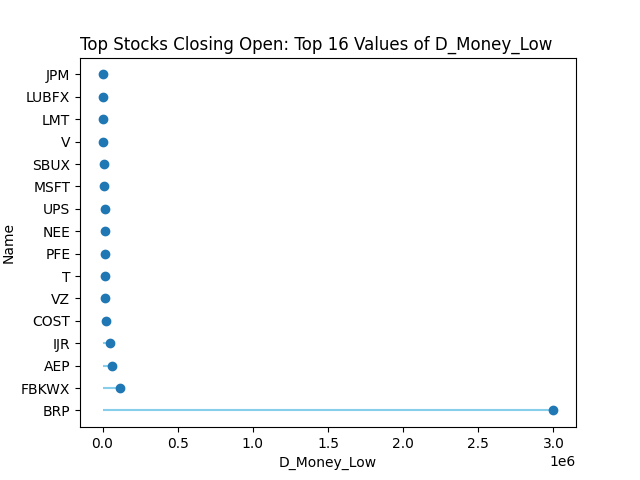 Top Stocks Closing Open: Top 16 Values of D_Money_Low
JPM
LUBFX
LMT
V
SBUX
MSFT
UPS
NEE
PFE
T
VZ
COST
IJR
AEP
FBKWX
BRP
Name
0.0 0.5 1.0 1.5 2.0 2.5 3.0
1e6
D_Money_Low